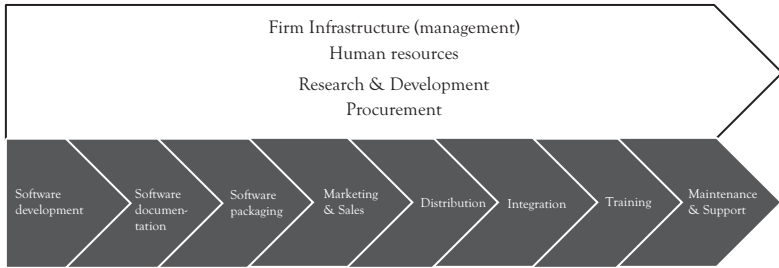 Firm Infrastructure (management)
Human resources
Research & Development
Procurement
Software
development
Software
documen-
tation
Software
packaging
Marketing
& Sales
Distribution
Integration
Training
Maintenance
& Support